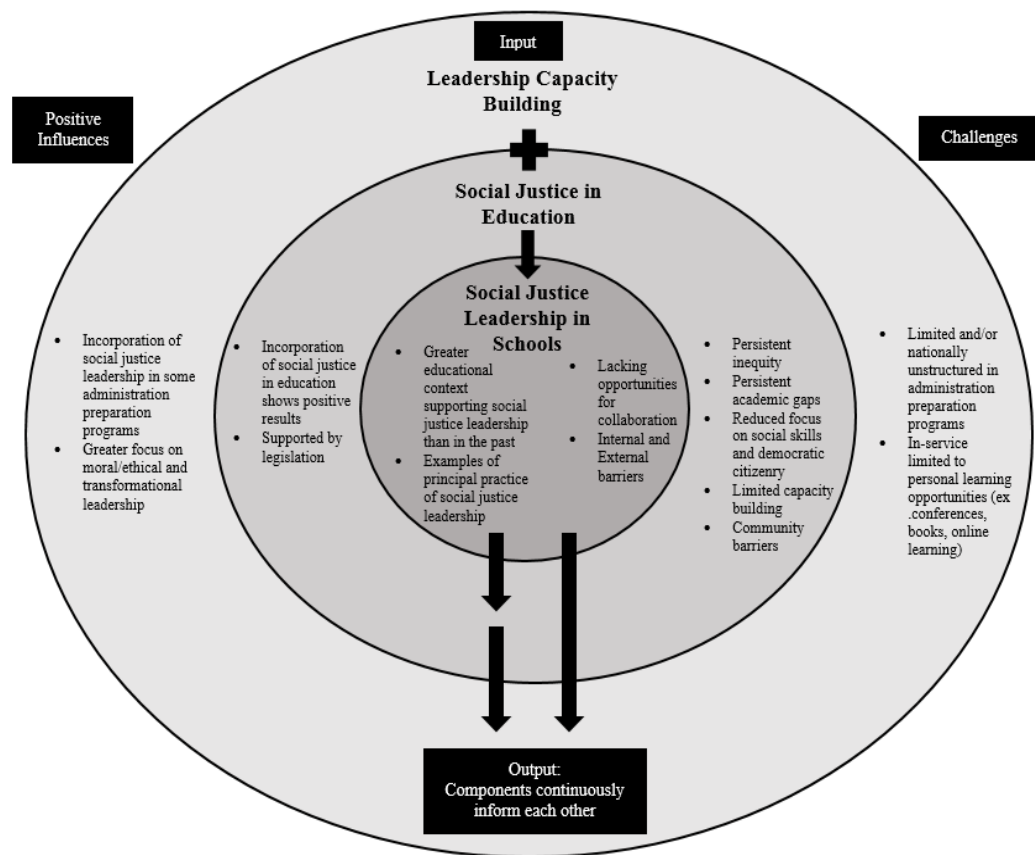 Input
Leadership Capacity
Building
Positive
Influences
Challenges
Social Justice in
Education
Social Justice
Leadership in
Schools
• Incorporation of
social justice
leadership in some
administration
preparation
programs
• Greater focus on
moral/ethical and
transformational
leadership
• Incorporation
of social justice
in education
shows positive
results
• Supported by
legislation
• Greater
educational
context
supporting social
justice leadership
than in the past
• Examples of
principal practice
of social justice
leadership
• Lacking
opportunities
for
collaboration
• Internal and
External
barriers
• Persistent
inequity
• Persistent
academic gaps
• Reduced focus
on social skills
and democratic
citizenry
• Limited capacity
building
• Community
barriers
• Limited and/or
nationally
unstructured in
administration
preparation
programs
• In-service
limited to
personal learning
opportunities (ex
.conferences,
books, online
learning)
Output:
Components continuously
inform each other